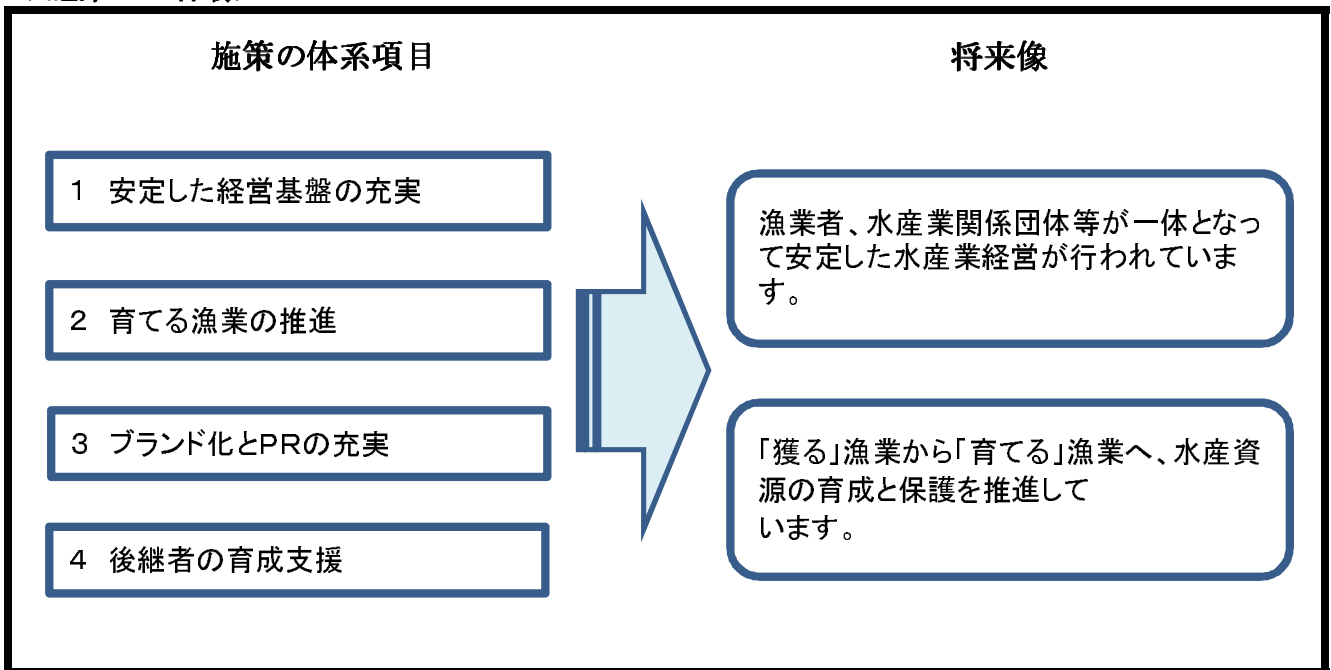 施策の体系項目
将来像
1 安定した経営基盤の充実
2 育てる漁業の推進
3 ブランド化とPRの充実
4 後継者の育成支援
漁業者、水産業関係団体等が一体となっ
て安定した水産業経営が行われていま
す。
「獲る」漁業から「育てる」漁業へ、水産資
源の育成と保護を推進して
います。